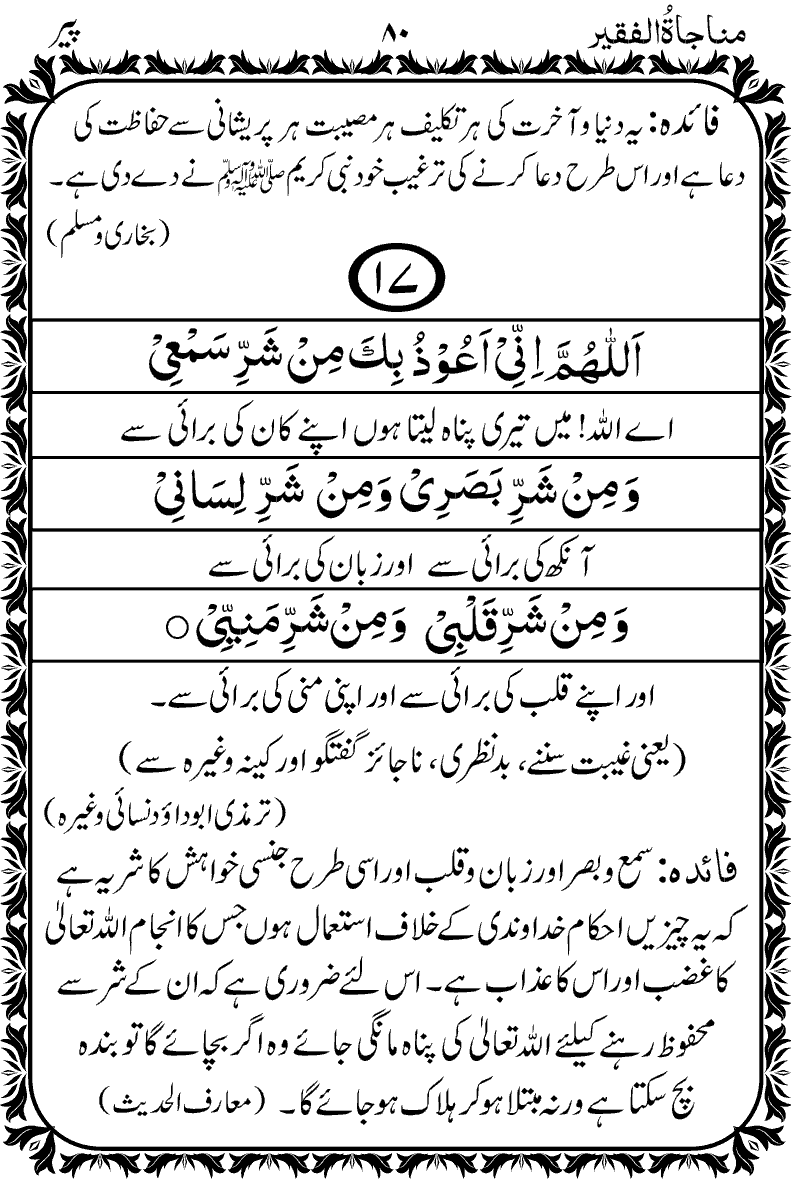 مناجاۃُالفقیر ۸۰ پیر
فائدہ: یہ دنیا و آخرت کی ہر تکلیف ہر مصیبت ہر پریشانی سے حفاظت کی
دعا ہے اور اس طرح دعا کرنے کی ترغیب خود نبی کریم ﷺ نے دے دی ہے۔
(بخاری و مسلم)
۱۷
اَللّٰهُمَّ اِنِّیْ اَعُوْذُ بِكَ مِنْ شَرِّ سَمْعِیْ
اے اللہ! میں تیری پناہ لیتا ہوں اپنے کان کی برائی سے
وَمِنْ شَرِّ بَصَرِیْ وَمِنْ شَرِّ لِسَانِیْ
آنکھ کی برائی سے اور زبان کی برائی سے
وَمِنْ شَرِّ قَلْبِیْ وَمِنْ شَرِّ مَنِیِّیْ ○
اور اپنے قلب کی برائی سے اور اپنی منی کی برائی سے۔
(یعنی غیبت سننے، بدنظری، ناجائز گفتگو اور کینہ وغیرہ سے)
(ترمذی ابوداؤد نسائی وغیرہ)
فائدہ: سمع و بصر اور زبان و قلب اور اسی طرح جنسی خواہش کا شر یہ ہے
کہ یہ چیزیں احکام خداوندی کے خلاف استعمال ہوں جس کا انجام اللہ تعالیٰ
کا غضب اور اس کا عذاب ہے۔ اس لئے ضروری ہے کہ ان کے شر سے
محفوظ رہنے کیلئے اللہ تعالیٰ کی پناہ مانگی جائے وہ اگر بچائے گا تو بندہ
بچ سکتا ہے ورنہ مبتلا ہو کر ہلاک ہو جائے گا۔ (معارف الحدیث)